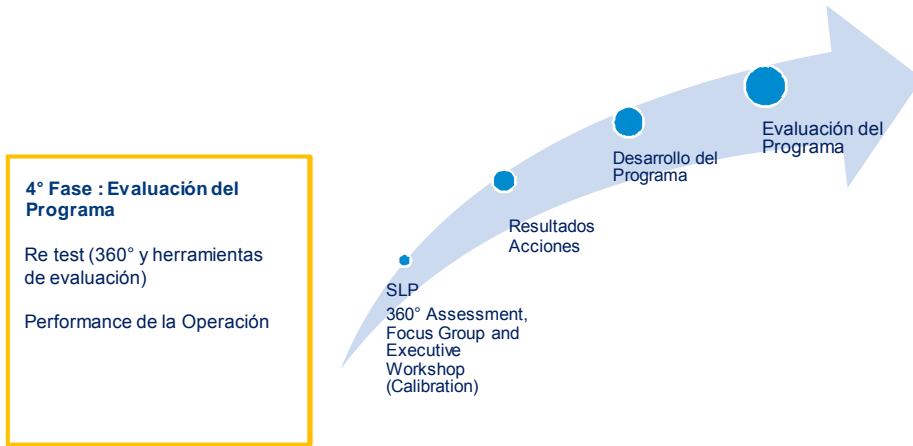 4° Fase : Evaluación del
Programa
Re test (360° y herramientas
de evaluación)
Performance de la Operación
SLP
360° Assessment,
Focus Group and
Executive
Workshop
(Calibration)
Resultados
Acciones
Desarrollo del
Programa
Evaluación del
Programa